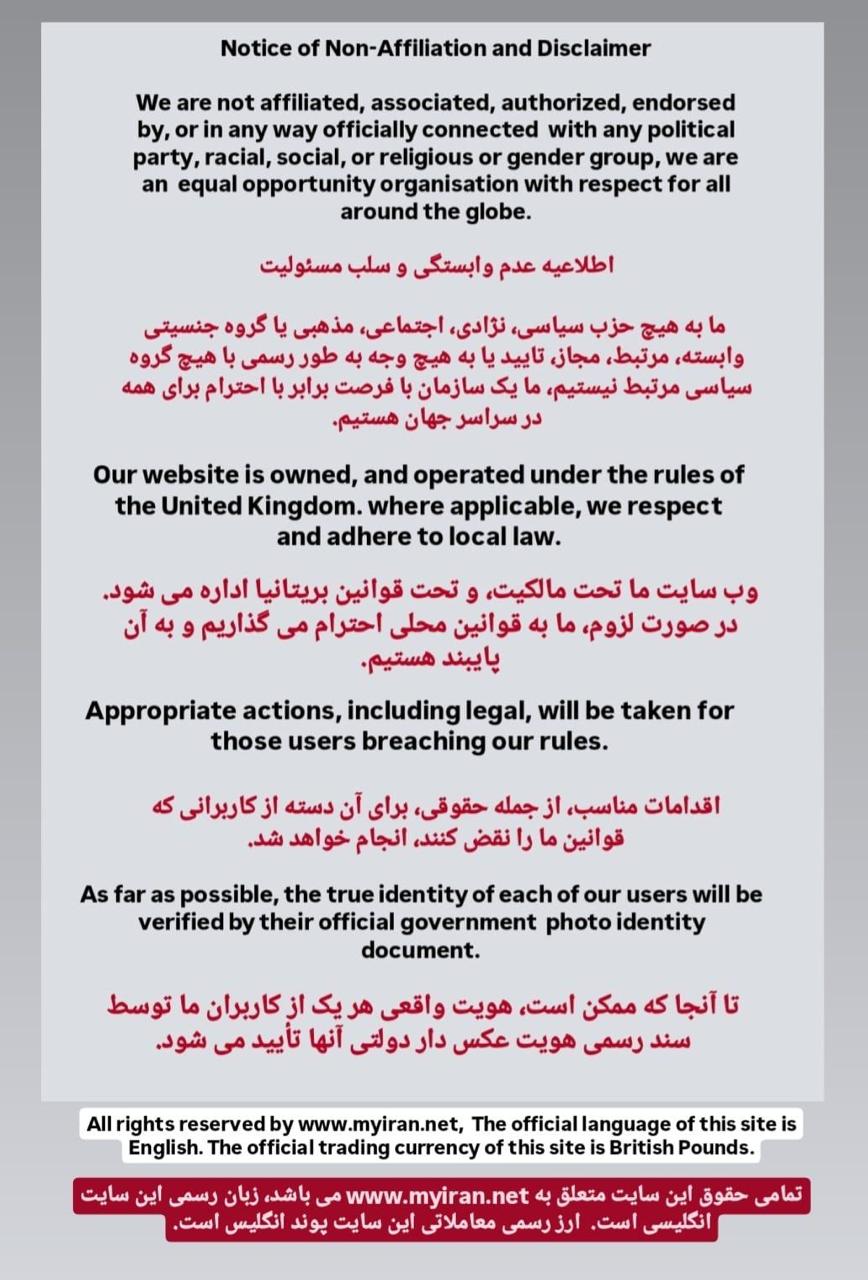 Notice of Non-Affiliation and Disclaimer
We are not affiliated, associated, authorized, endorsed
by, or in any way officially connected with any political
party, racial, social, or religious or gender group, we are
an equal opportunity organisation with respect for all
around the globe.
اطلاعیه عدم وابستگی و سلب مسئولیت
ما به هیچ حزب سیاسی، نژادی، اجتماعی، مذهبی یا گروه جنسیتی
وابسته، مرتبط، مجاز، تایید یا به هیچ وجه به طور رسمی با هیچ گروه
سیاسی مرتبط نیستیم، ما یک سازمان با فرصت برابر با احترام برای همه
در سراسر جهان هستیم.
Our website is owned, and operated under the rules of
the United Kingdom. where applicable, we respect
and adhere to local law.
وب سایت ما تحت مالکیت، و تحت قوانین بریتانیا اداره می شود.
در صورت لزوم، ما به قوانین محلی احترام می گذاریم و به آن
پایبند هستیم.
Appropriate actions, including legal, will be taken for
those users breaching our rules.
اقدامات مناسب، از جمله حقوقی، برای آن دسته از کاربرانی که
قوانین ما را نقض کنند، انجام خواهد شد.
As far as possible, the true identity of each of our users will be
verified by their official government photo identity
document.
تا آنجا که ممکن است، هویت واقعی هر یک از کاربران ما توسط
سند رسمی هویت عکس دار دولتی آنها تأیید می شود.
All rights reserved by www.myiran.net, The official language of this site is
English. The official trading currency of this site is British Pounds.
تمامی حقوق این سایت متعلق به www.myiran.net می باشد، زبان رسمی این سایت
انگلیسی است. ارز رسمی معاملاتی این سایت پوند انگلیس است.